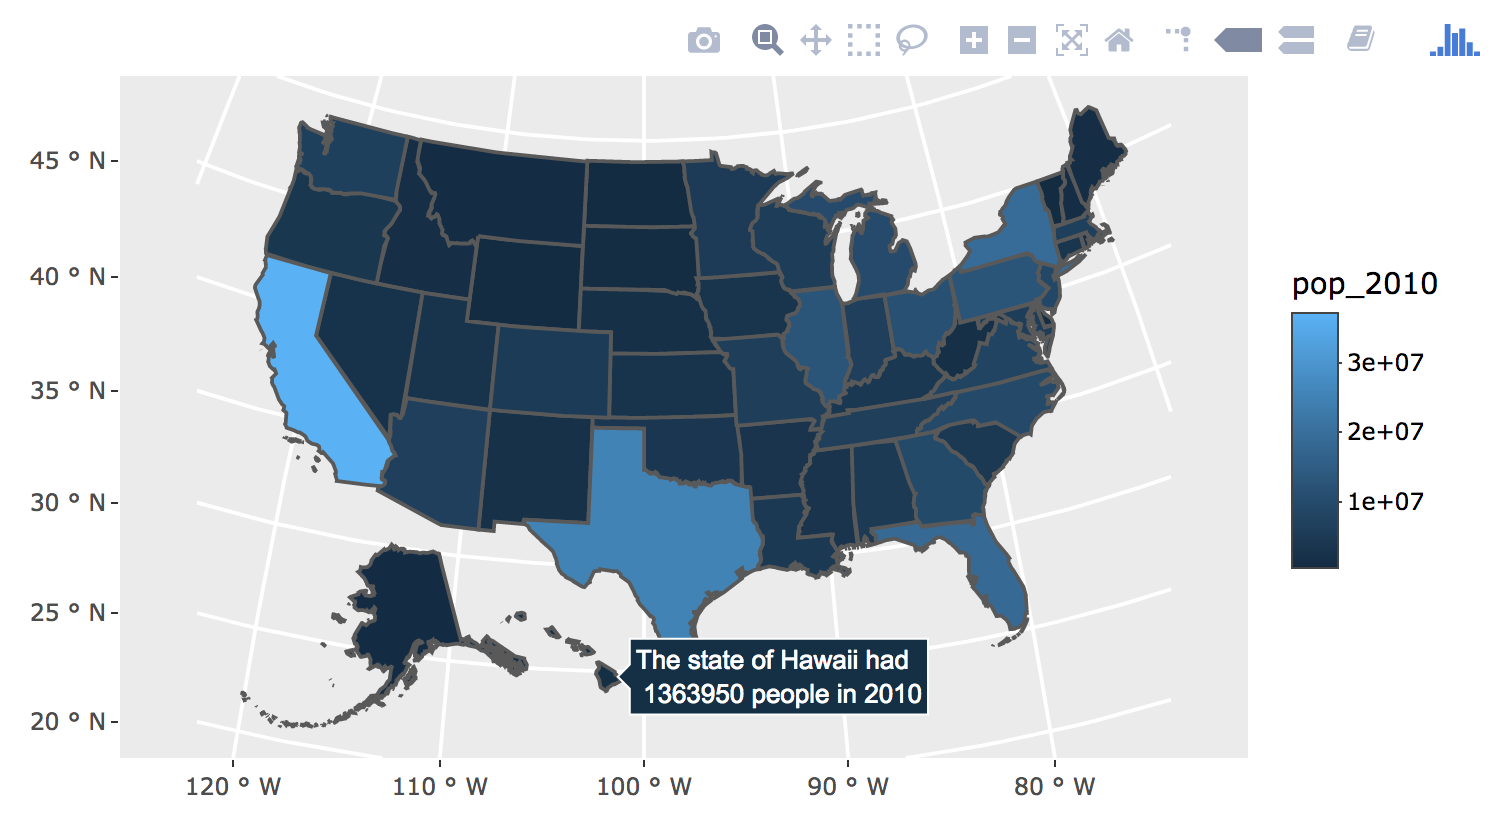 45 ° N
40 ° N
35 ° N
30 ° N
25 ° N
20 ° N
120 ° W
110 ° W
100 ° W
90 ° W
80 ° W
The state of Hawaii had
1363950 people in 2010
pop_2010
3e+07
2e+07
1e+07